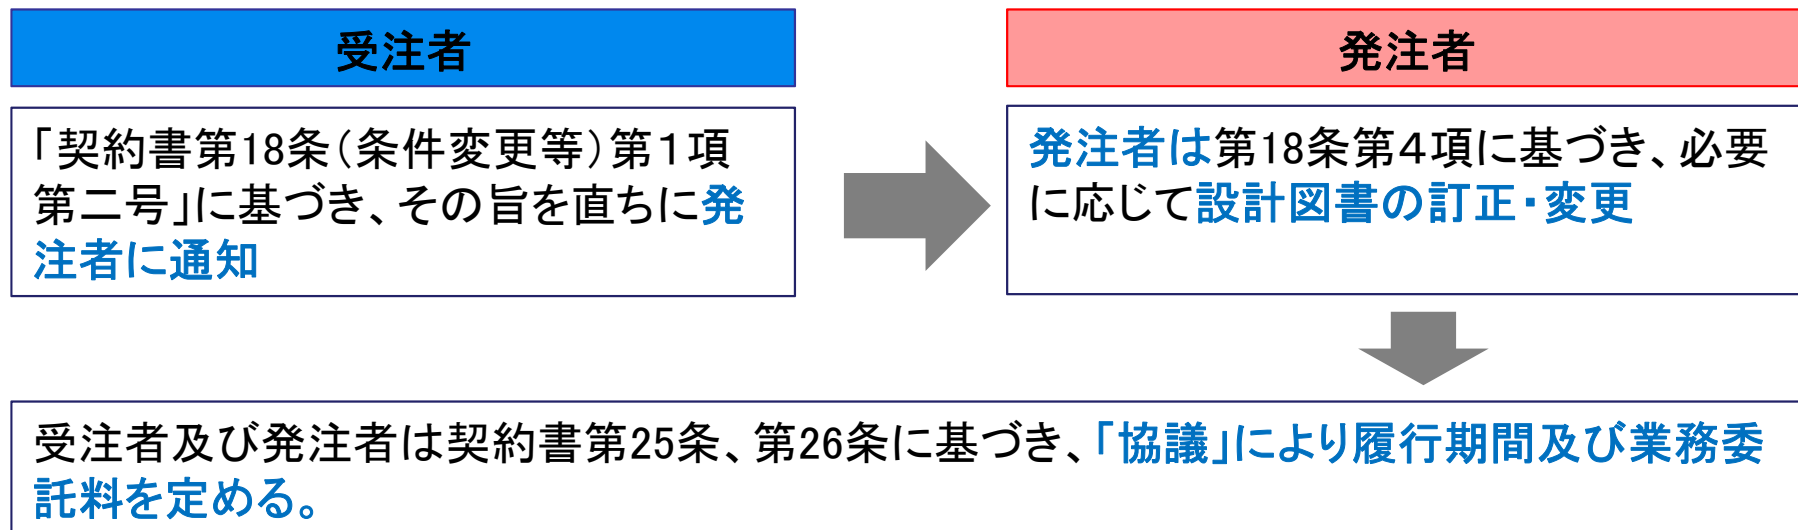 受注者
発注者
「契約書第18条（条件変更等）第１項
第二号」に基づき、その旨を直ちに発
注者に通知
発注者は第18条第４項に基づき、必要
に応じて設計図書の訂正・変更
受注者及び発注者は契約書第25条、第26条に基づき、「協議」により履行期間及び業務委
託料を定める。